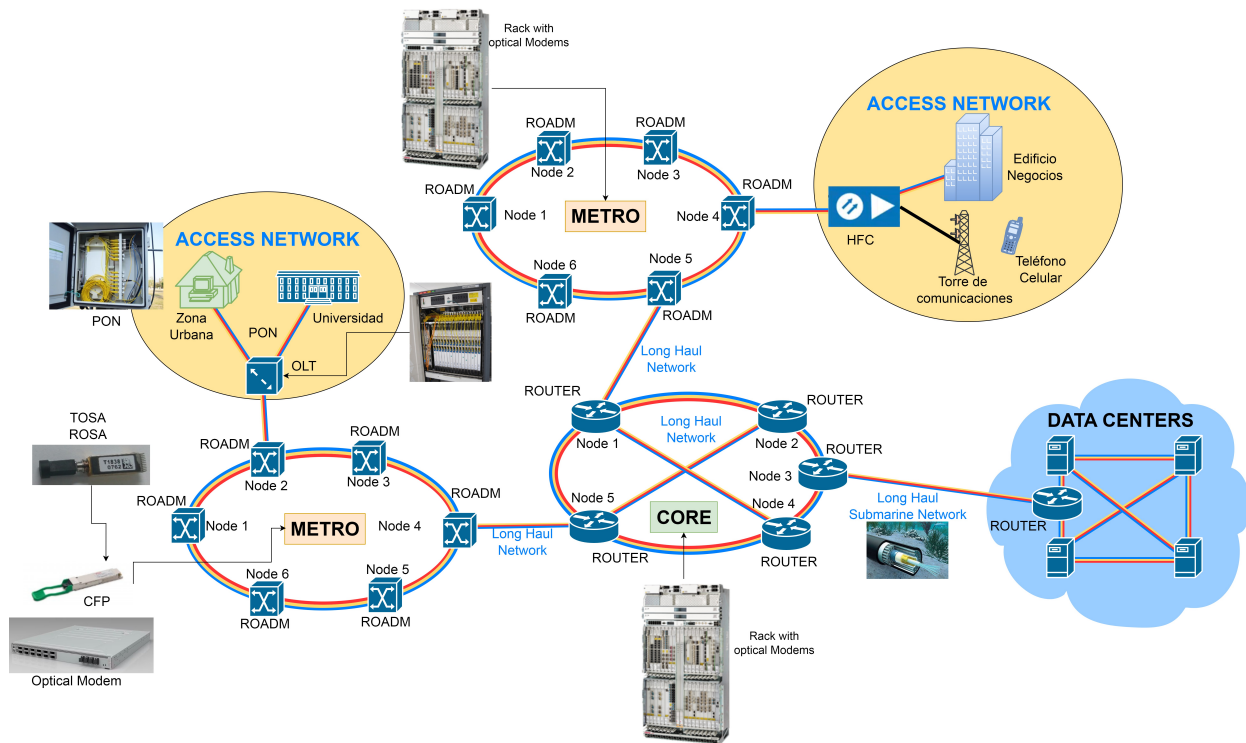 Rack with
optical Modems
ROADM
Node 2
ROADM
Node 3
ROADM
Node 1
METRO
Node 4
ROADM
Node 6
ROADM
Node 5
ROADM
ACCESS NETWORK
Edificio
Negocios
HFC
Torre de
comunicaciones
Teléfono
Celular
ACCESS NETWORK
PON
Zona
Urbana
PON
Universidad
OLT
Long Haul
Network
TOSA
ROSA
T1838
0762
CFP
Optical Modem
ROADM
Node 2
ROADM
Node 3
ROADM
Node 1
METRO
Node 4
ROADM
Node 6
ROADM
Node 5
ROADM
Long Haul
Network
ROUTER
Node 1
Long Haul
Network
ROUTER
Node 2
ROUTER
Node 3
Node 5
ROUTER
CORE
Node 4
ROUTER
Rack with
optical Modems
Long Haul
Submarine Network
DATA CENTERS
ROUTER